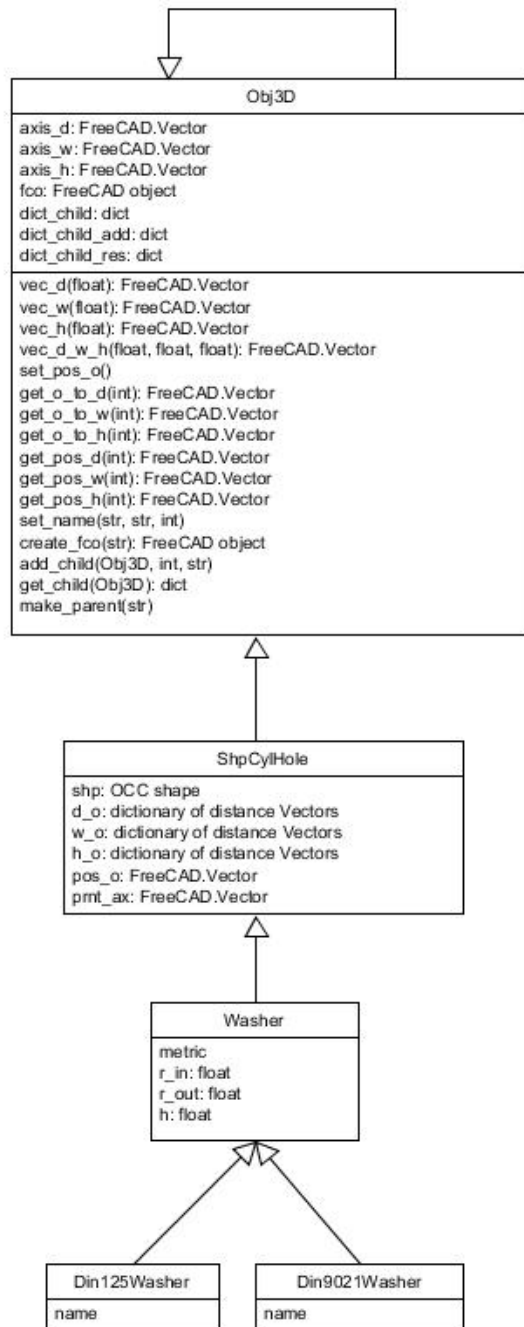 Obj3D
axis_d: FreeCAD.Vector
axis_w: FreeCAD.Vector
axis_h: FreeCAD.Vector
fco: FreeCAD object
dict_child: dict
dict_child_add: dict
dict_child_res: dict
vec_d(float): FreeCAD.Vector
vec_w(float): FreeCAD.Vector
vec_h(float): FreeCAD.Vector
vec_d_w_h(float, float, float): FreeCAD.Vector
set_pos_o()
get_o_to_d(int): FreeCAD.Vector
get_o_to_w(int): FreeCAD.Vector
get_o_to_h(int): FreeCAD.Vector
get_pos_d(int): FreeCAD.Vector
get_pos_w(int): FreeCAD.Vector
get_pos_h(int): FreeCAD.Vector
set_name(str, str, int)
create_fco(str): FreeCAD object
add_child(Obj3D, int, str)
get_child(Obj3D): dict
make_parent(str)
ShpCylHole
shp: OCC shape
d_o: dictionary of distance Vectors
w_o: dictionary of distance Vectors
h_o: dictionary of distance Vectors
pos_o: FreeCAD.Vector
prnt_ax: FreeCAD.Vector
Washer
metric
r_in: float
r_out: float
h: float
Din125Washer
name
Din9021Washer
name